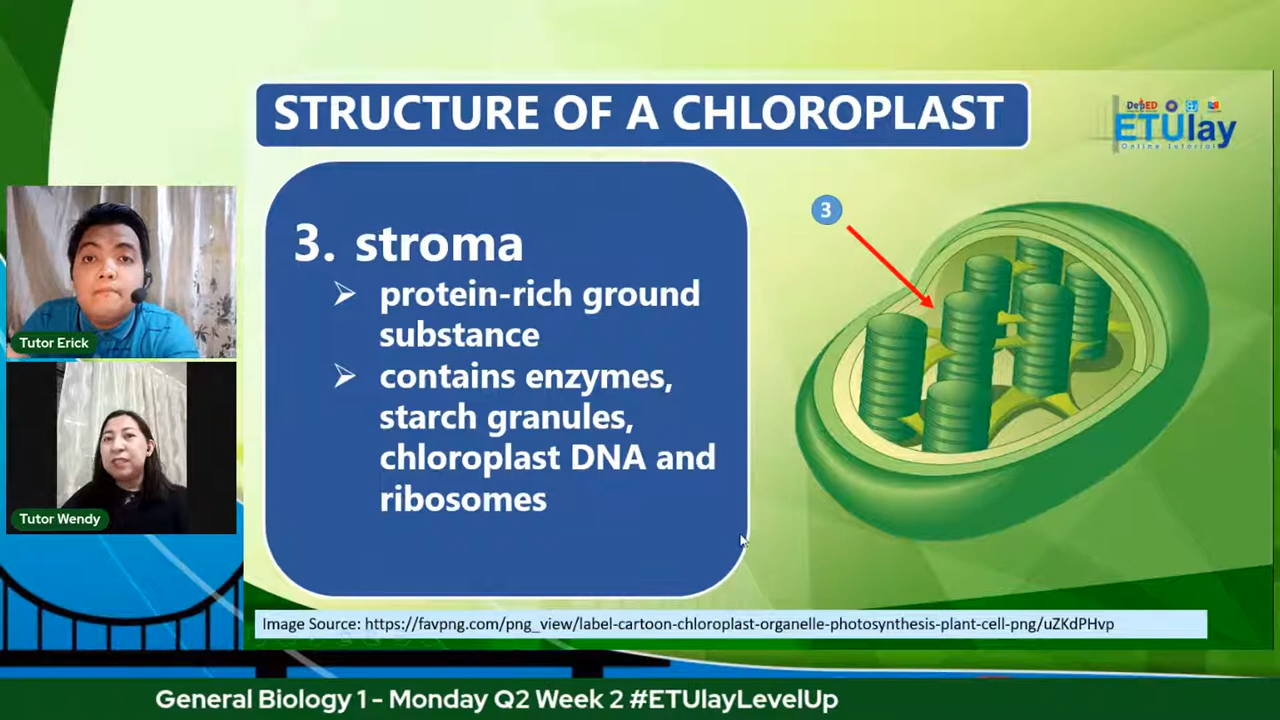 STRUCTURE OF A CHLOROPLAST
DepED
ETUlay
Online Tutorial
3
3. stroma
➢ protein-rich ground
substance
➢ contains enzymes,
starch granules,
chloroplast DNA and
ribosomes
Tutor Erick
Tutor Wendy
Image Source: https://favpng.com/png_view/label-cartoon-chloroplast-organelle-photosynthesis-plant-cell-png/uZKdPHvp
General Biology 1 - Monday Q2 Week 2 #ETUlayLevelUp